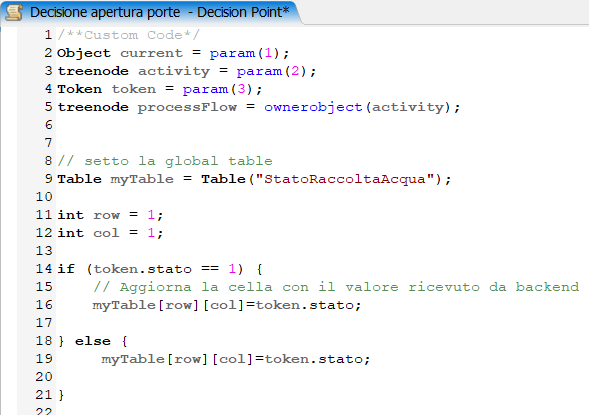 Decisione apertura porte - Decision Point*
1 /**Custom Code*/
2 Object current = param(1);
3 treenode activity = param(2);
4 Token token = param(3);
5 treenode processFlow = ownerobject(activity);
6
7
8 // setto la global table
9 Table myTable = Table("StatoRaccoltaAcqua");
10
11 int row = 1;
12 int col = 1;
13
14 if (token.stato == 1) {
15     // Aggiorna la cella con il valore ricevuto da backend
16     myTable[row][col]=token.stato;
17
18 } else {
19      myTable[row][col]=token.stato;
20
21 }
22